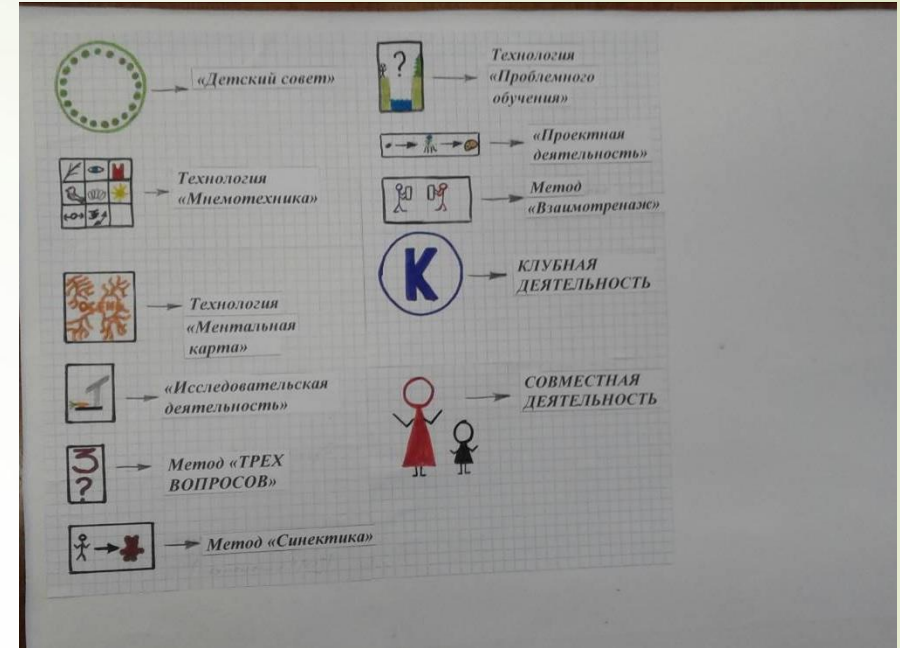 «Детский совет»
Технология
«Мнемотехника»
Технология
«Ментальная
карта»
«Исследовательская
деятельность»
3
?
Метод «ТРЕХ
ВОПРОСОВ»
Метод «Синектика»
?
Технология
«Проблемного
обучения»
«Проектная
деятельность»
Метод
«Взаимотренаж»
К
КЛУБНАЯ
ДЕЯТЕЛЬНОСТЬ
СОВМЕСТНАЯ
ДЕЯТЕЛЬНОСТЬ